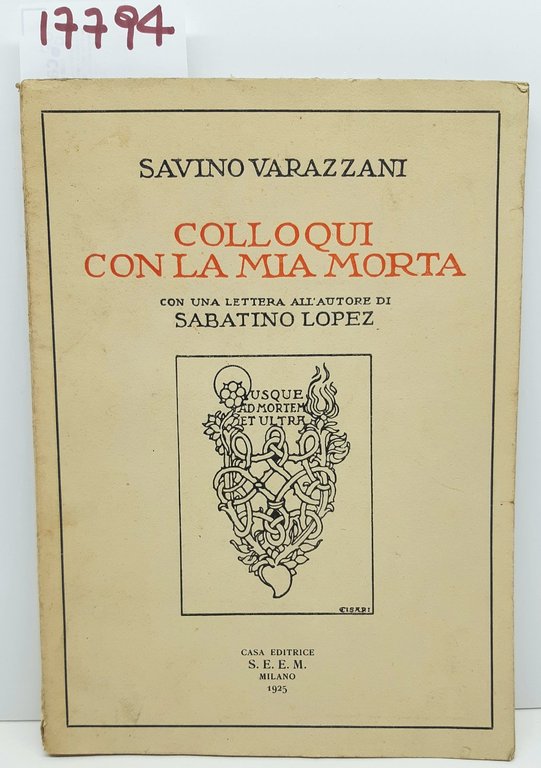 17794
SAVINO VARAZZANI
COLLOQUI
CON LA MIA MORTA
CON UNA LETTERA ALL'AUTORE DI
SABATINO LOPEZ
USQUE
AD MORTEM
ET ULTRA
CISARI
CASA EDITRICE
S. E. E. M.
MILANO
1925